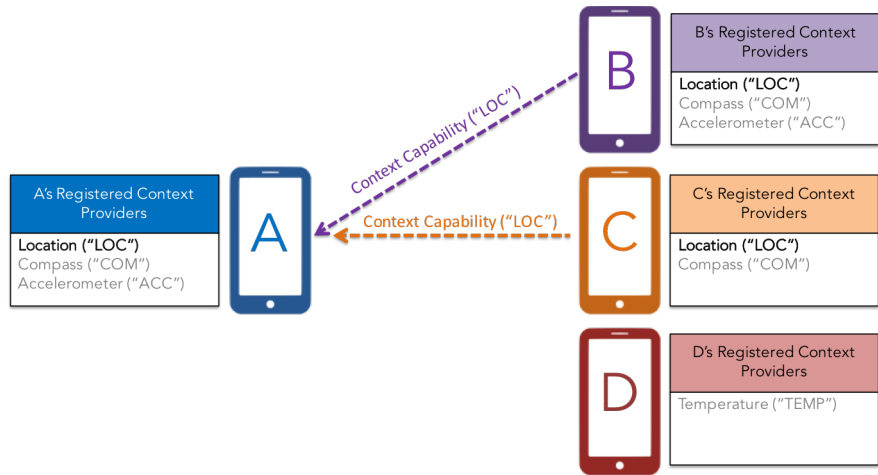 B's Registered Context
Providers
Location ("LOC")
Compass ("COM")
Accelerometer ("ACC")
B
Context Capability ("LOC")
A's Registered Context
Providers
Location ("LOC")
Compass ("COM")
Accelerometer ("ACC")
A
Context Capability ("LOC")
C
C's Registered Context
Providers
Location ("LOC")
Compass ("COM")
D
D's Registered Context
Providers
Temperature ("TEMP")